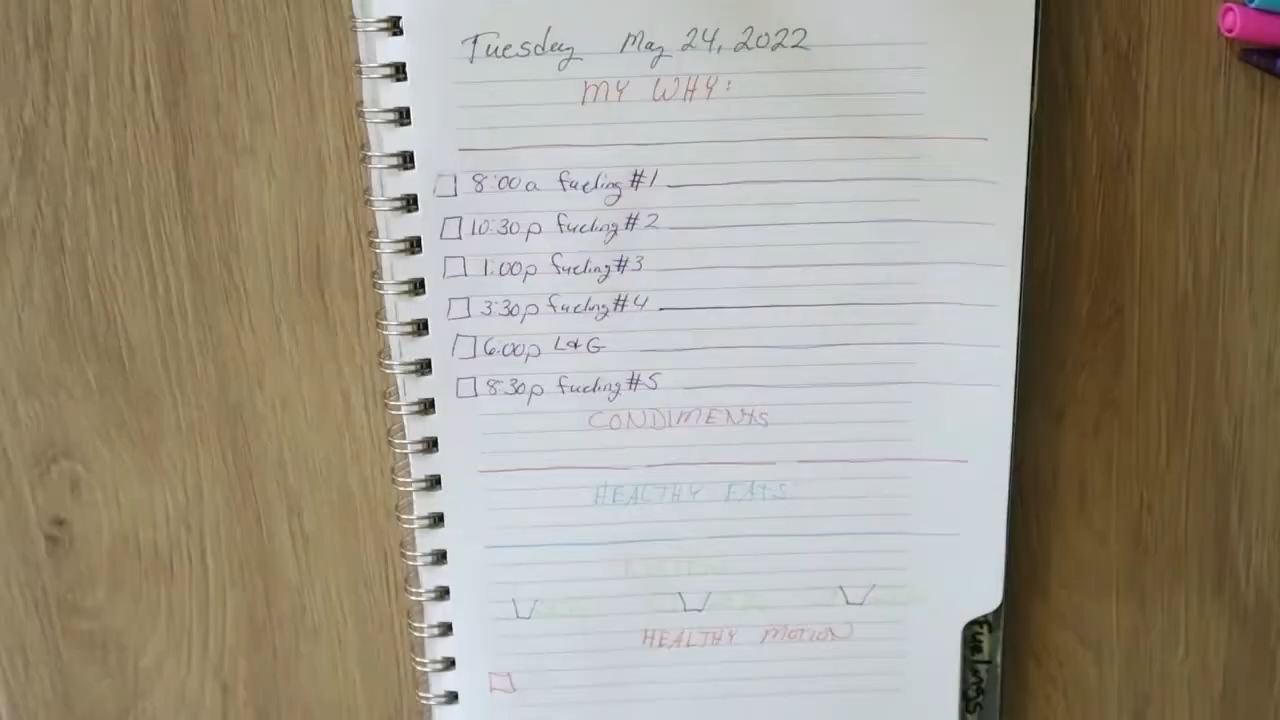 Tuesday May 24, 2022
MY WHY:
8:00a fueling #1
10:30p fueling #2
1:00p fueling #3
3:30p fueling #4
6:00p L&G
8:30p fueling #5
CONDIMENTS
HEALTHY FATS
HEALTHY MOTION
Fuelings